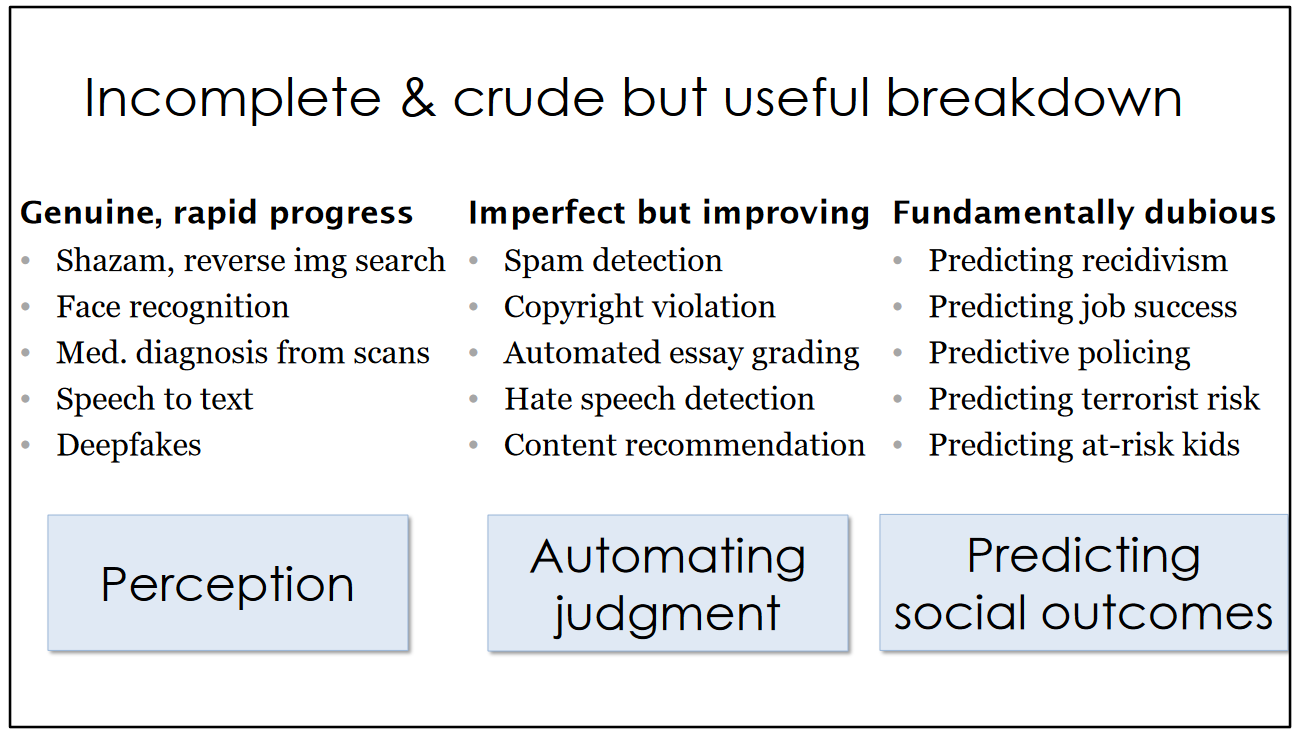 Incomplete & crude but useful breakdown
Genuine, rapid progress
• Shazam, reverse img search
• Face recognition
• Med. diagnosis from scans
• Speech to text
• Deepfakes
Perception
Imperfect but improving
• Spam detection
• Copyright violation
• Automated essay grading
• Hate speech detection
• Content recommendation
Automating
judgment
Fundamentally dubious
• Predicting recidivism
• Predicting job success
• Predictive policing
• Predicting terrorist risk
• Predicting at-risk kids
Predicting
social outcomes